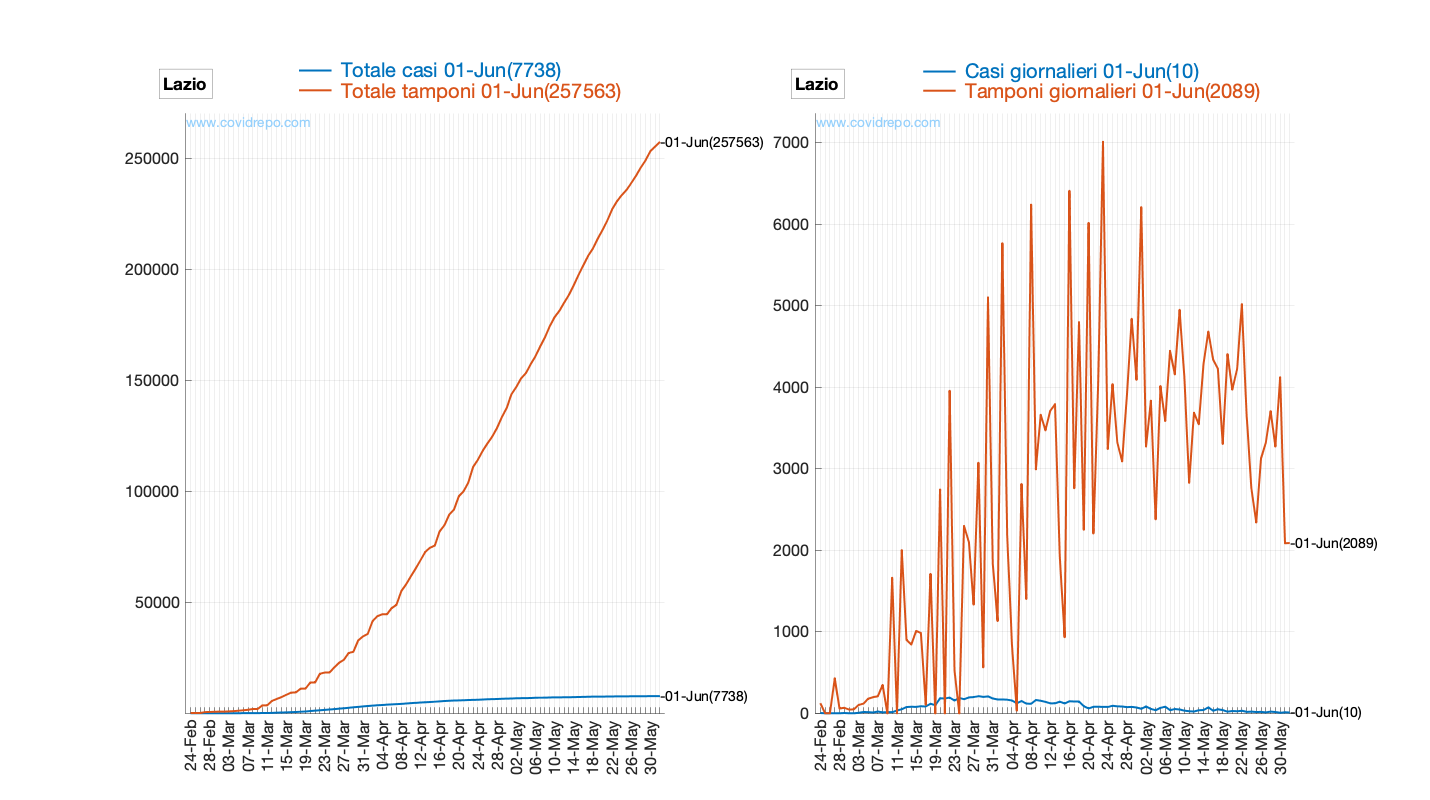 Lazio
Totale casi 01-Jun(7738)
Totale tamponi 01-Jun(257563)
www.covidrepo.com
250000
200000
150000
100000
50000
-01-Jun(257563)
-01-Jun(7738)
24-Feb
28-Feb
03-Mar
07-Mar
11-Mar
15-Mar
19-Mar
23-Mar
27-Mar
31-Mar
04-Apr
08-Apr
12-Apr
16-Apr
20-Apr
24-Apr
28-Apr
02-May
06-May
10-May
14-May
18-May
22-May
26-May
30-May
Lazio
Casi giornalieri 01-Jun(10)
Tamponi giornalieri 01-Jun(2089)
www.covidrepo.com
7000
6000
5000
4000
3000
2000
1000
0
-01-Jun(2089)
-01-Jun(10)
24-Feb
28-Feb
03-Mar
07-Mar
11-Mar
15-Mar
19-Mar
23-Mar
27-Mar
31-Mar
04-Apr
08-Apr
12-Apr
16-Apr
20-Apr
24-Apr
28-Apr
02-May
06-May
10-May
14-May
18-May
22-May
26-May
30-May